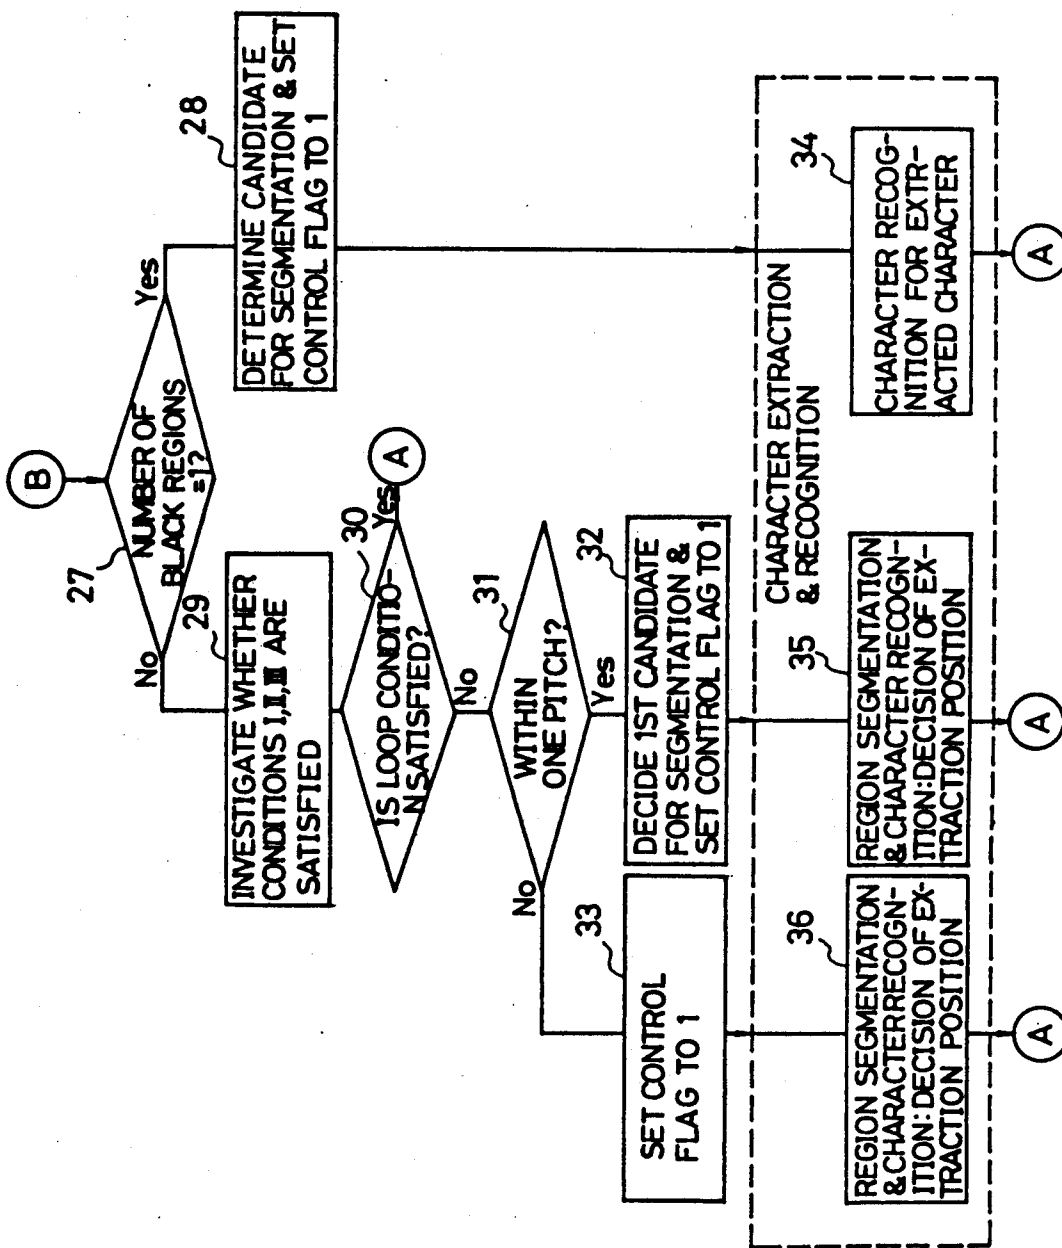 B
27
NUMBER OF
BLACK REGIONS
=1?
Yes
No
28
DETERMINE CANDIDATE
FOR SEGMENTATION & SET
CONTROL FLAG TO 1
29
INVESTIGATE WHETHER
CONDITIONS I,II,III ARE
SATISFIED
30
IS LOOP CONDITIO-
N SATISFIED?
Yes
A
No
31
WITHIN
ONE PITCH?
Yes
No
32
DECIDE 1ST CANDIDATE
FOR SEGMENTATION &
SET CONTROL FLAG TO 1
33
SET CONTROL
FLAG TO 1
CHARACTER EXTRACTION
& RECOGNITION
34
CHARACTER RECOG-
NITION FOR EXTR-
ACTED CHARACTER
A
35
REGION SEGMENTATION
& CHARACTER RECOGN-
ITION:DECISION OF EX-
TRACTION POSITION
A
36
REGION SEGMENTATION
&CHARACTER RECOGN-
ITION:DECISION OF EX-
TRACTION POSITION
A